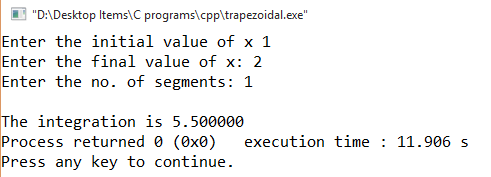 "D:\Desktop Items\C programs\cpp\trapezoidal.exe"
Enter the initial value of x 1
Enter the final value of x: 2
Enter the no. of segments: 1
The integration is 5.500000
Process returned 0 (0x0)   execution time : 11.906 s
Press any key to continue.